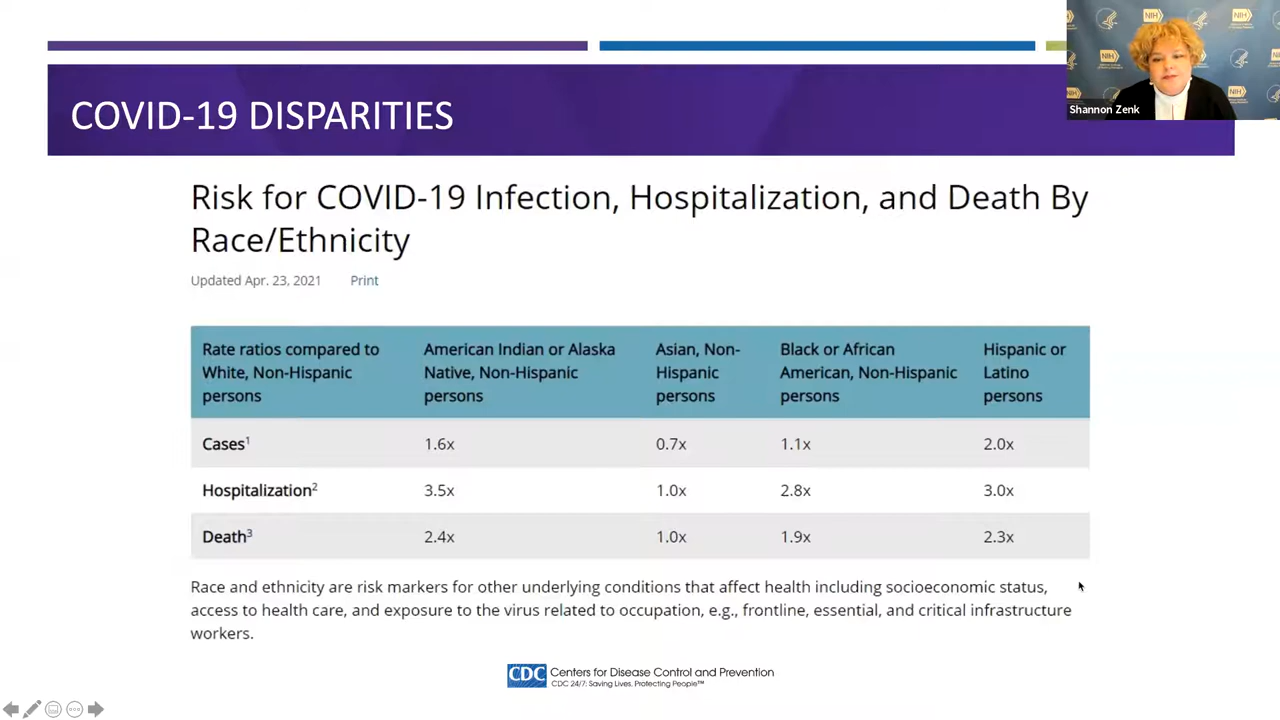 COVID-19 DISPARITIES
NIH
NIH
NIH
NIH
Shannon Zenk
Risk for COVID-19 Infection, Hospitalization, and Death By
Race/Ethnicity
Updated Apr. 23, 2021 Print
Rate ratios compared to White, Non-Hispanic persons
American Indian or Alaska Native, Non-Hispanic persons
Asian, Non-Hispanic persons
Black or African American, Non-Hispanic persons
Hispanic or Latino persons
Cases1 1.6x 0.7x 1.1x 2.0x
Hospitalization2 3.5x 1.0x 2.8x 3.0x
Death3 2.4x 1.0x 1.9x 2.3x
Race and ethnicity are risk markers for other underlying conditions that affect health including socioeconomic status,
access to health care, and exposure to the virus related to occupation, e.g., frontline, essential, and critical infrastructure
workers.
CDC Centers for Disease Control and Prevention
CDC 24/7: Saving Lives. Protecting People™